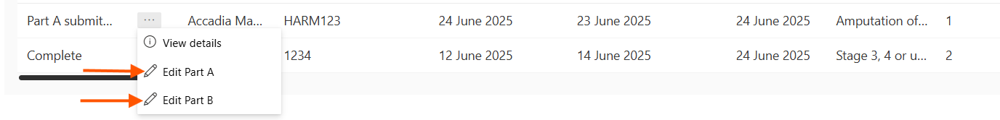 Part A submit... ... Accadia Ma... HARM123 24 June 2025 23 June 2025 24 June 2025 Amputation of... 1
View details
Complete 1234 12 June 2025 14 June 2025 24 June 2025 Stage 3, 4 or u... 2
Edit Part A
Edit Part B